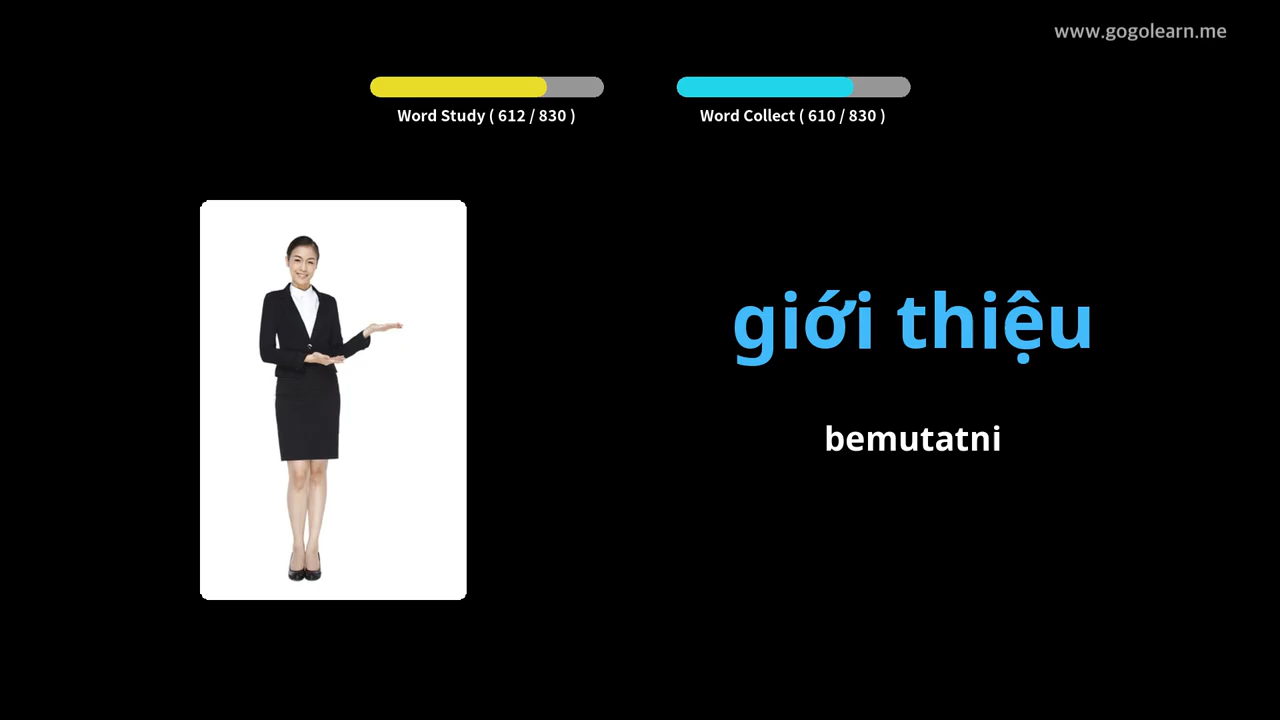 www.gogolearn.me
Word Study ( 612 / 830 )
Word Collect ( 610 / 830 )
giới thiệu
bemutatni